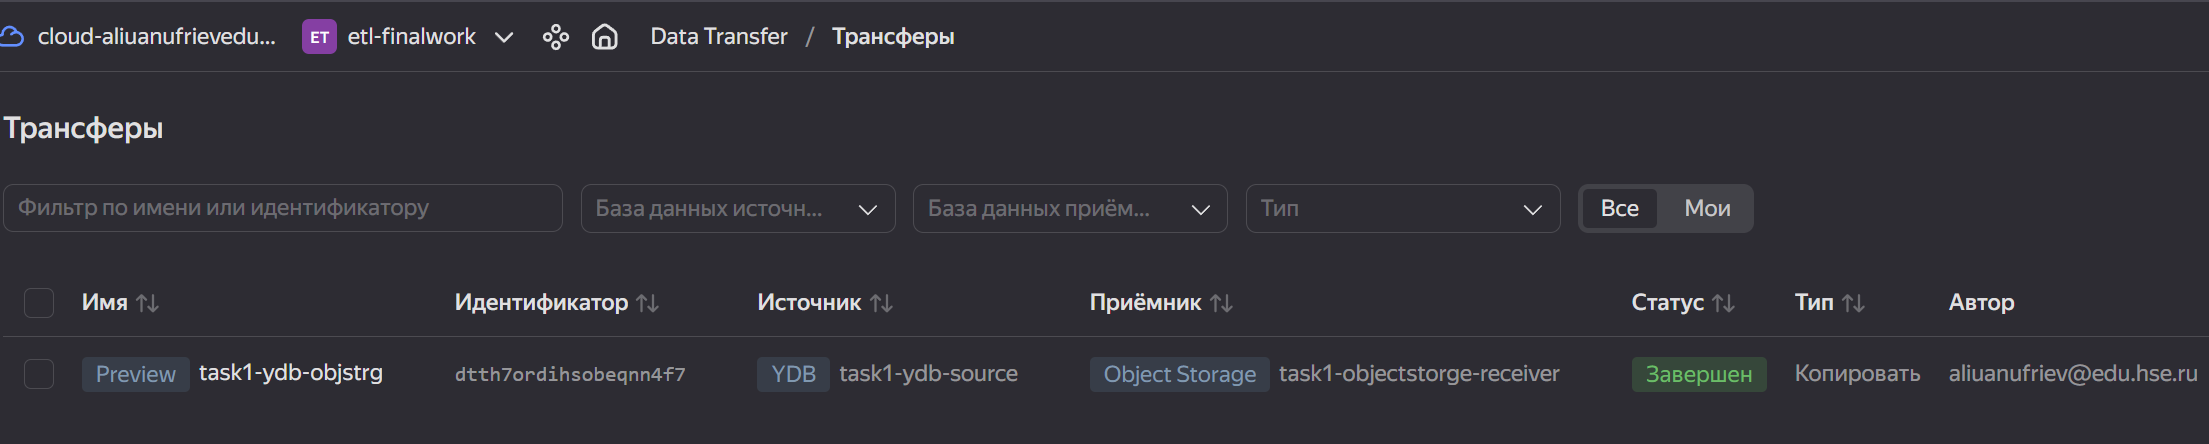 cloud-aliuanufrievedu... ET etl-finalwork Data Transfer / Трансферы
Трансферы
Фильтр по имени или идентификатору База данных источн... База данных приём... Тип Все Мои
Имя Идентификатор Источник Приёмник Статус Тип Автор
Preview task1-ydb-objstrg dtth7ordihsobeqnn4f7 YDB task1-ydb-source Object Storage task1-objectstorge-receiver Завершен Копировать aliuanufriev@edu.hse.ru